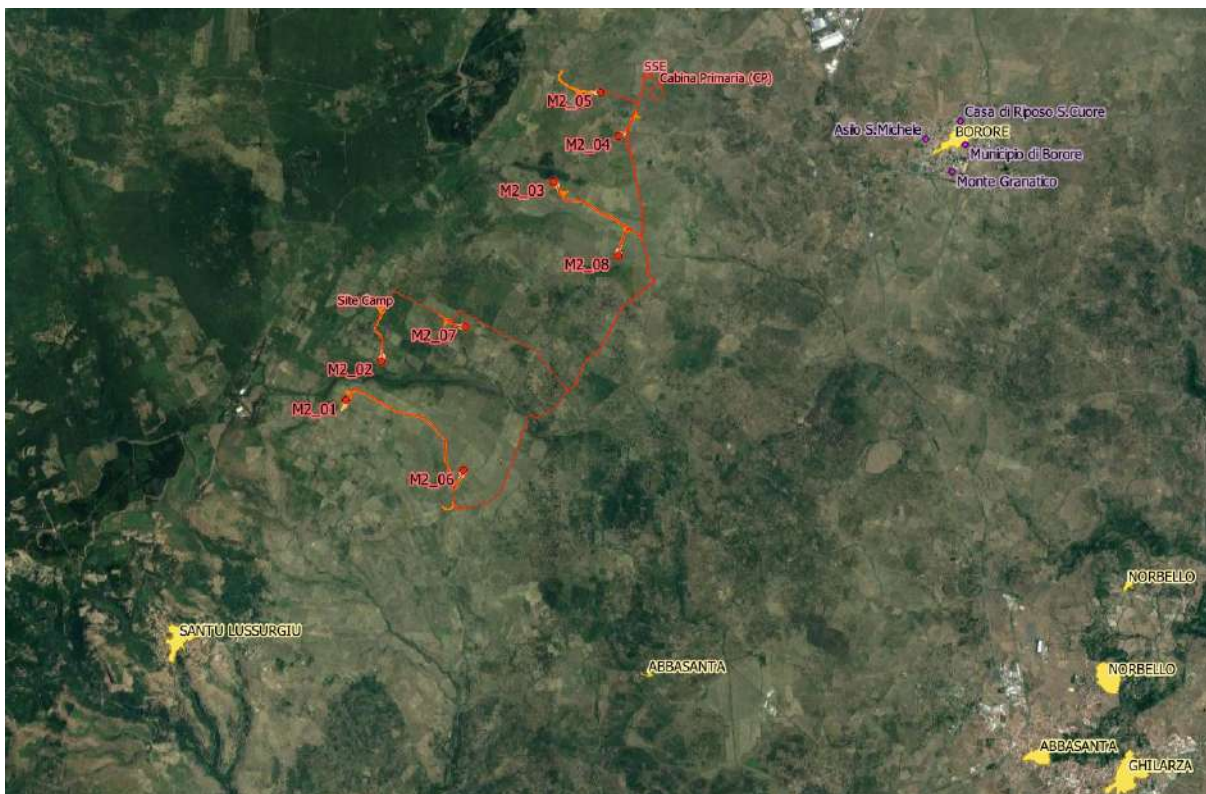 SSE
Cabina Primaria (CP)
M2_05
Casa di Riposo S.Cuore
M2_04
Asilo S.Michele
BORORE
Municipio di Borore
M2_03
Monte Granatico
M2_08
Site Camp
M2_07
M2_02
M2_01
M2_06
NORBELLO
SANTU LUSSURGIU
ABBASANTA
NORBELLO
ABBASANTA
GHILARZA